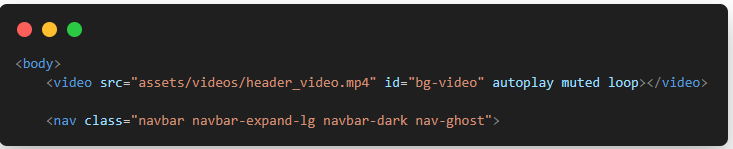 <body>
<video src="assets/videos/header_video.mp4" id="bg-video" autoplay muted loop></video>
<nav class="navbar navbar-expand-lg navbar-dark nav-ghost">